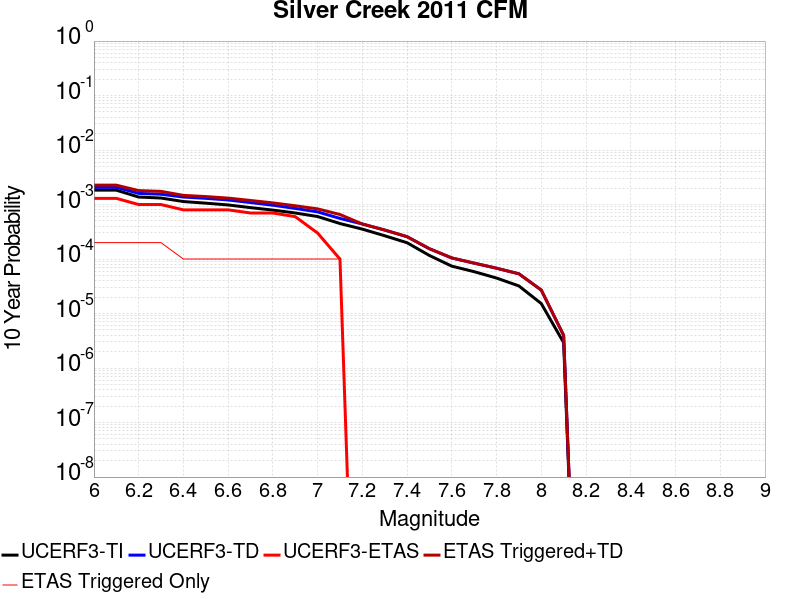 Silver Creek 2011 CFM
10 0
10 -1
10 -2
10 -3
10 -4
10 -5
10 -6
10 -7
10 -8
10 Year Probability
6 6.2 6.4 6.6 6.8 7 7.2 7.4 7.6 7.8 8 8.2 8.4 8.6 8.8 9
Magnitude
UCERF3-TI UCERF3-TD UCERF3-ETAS ETAS Triggered+TD
ETAS Triggered Only